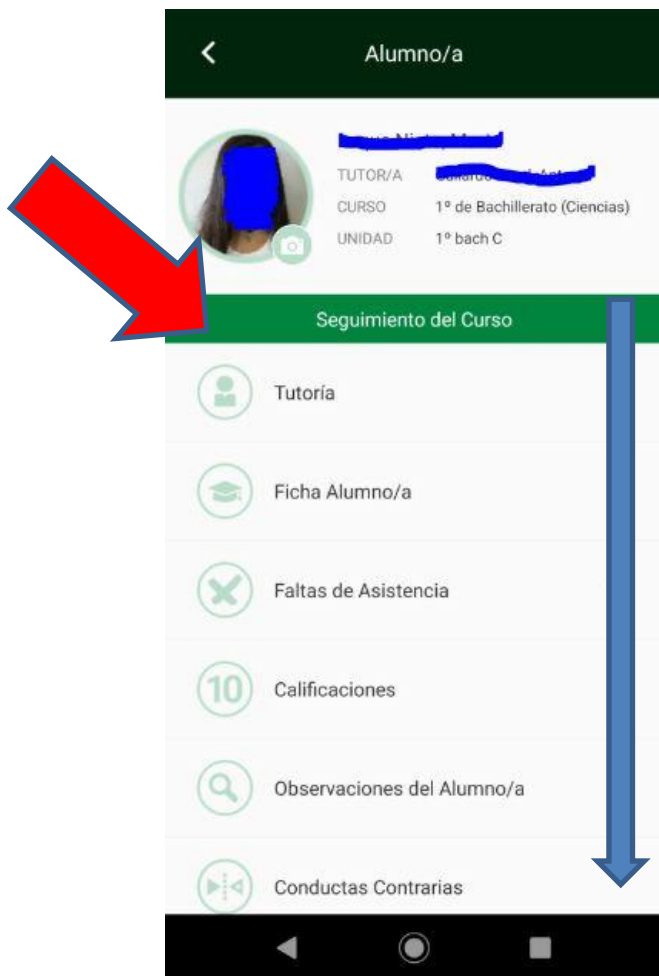 Alumno/a
TUTOR/A
CURSO 1º de Bachillerato (Ciencias)
UNIDAD 1º bach C
Seguimiento del Curso
Tutoría
Ficha Alumno/a
Faltas de Asistencia
10 Calificaciones
Observaciones del Alumno/a
Conductas Contrarias